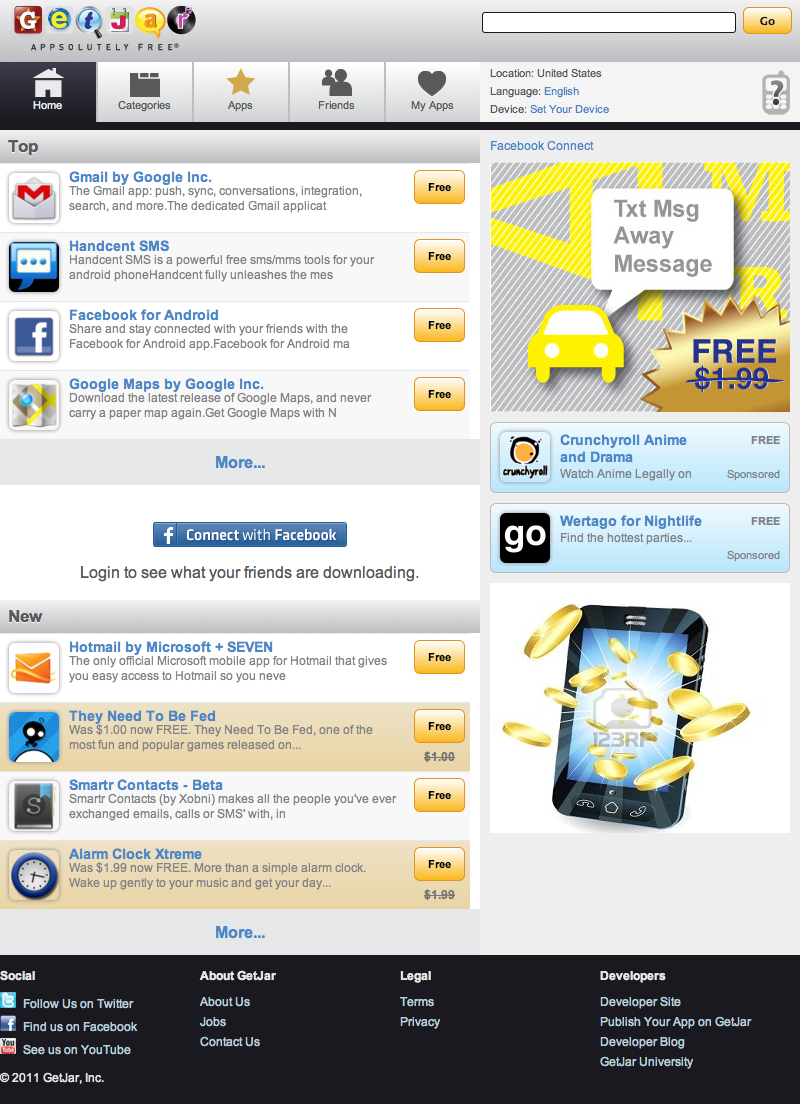 GetJar
APPSOLUTELY FREE®
Go
Home
Categories
Apps
Friends
My Apps
Location: United States
Language: English
Device: Set Your Device
?
Top
Gmail by Google Inc.
The Gmail app: push, sync, conversations, integration,
search, and more.The dedicated Gmail applicat
Free
Handcent SMS
Handcent SMS is a powerful free sms/mms tools for your
android phoneHandcent fully unleashes the mes
Free
Facebook for Android
Share and stay connected with your friends with the
Facebook for Android app.Facebook for Android ma
Free
Google Maps by Google Inc.
Download the latest release of Google Maps, and never
carry a paper map again.Get Google Maps with N
Free
More...
f Connect with Facebook
Login to see what your friends are downloading.
New
Hotmail by Microsoft + SEVEN
The only official Microsoft mobile app for Hotmail that gives
you easy access to Hotmail so you neve
Free
They Need To Be Fed
Was $1.00 now FREE. They Need To Be Fed, one of the
most fun and popular games released on...
Free
$1.00
Smartr Contacts - Beta
Smartr Contacts (by Xobni) makes all the people you've ever
exchanged emails, calls or SMS' with, in
Free
Alarm Clock Xtreme
Was $1.99 now FREE. More than a simple alarm clock.
Wake up gently to your music and get your day...
Free
$1.99
More...
Facebook Connect
Txt Msg
Away
Message
FREE
$1.99
crunchyroll
Crunchyroll Anime
and Drama
FREE
Watch Anime Legally on
Sponsored
go
Wertago for Nightlife
FREE
Find the hottest parties...
Sponsored
123RF
Social
Follow Us on Twitter
Find us on Facebook
See us on YouTube
© 2011 GetJar, Inc.
About GetJar
About Us
Jobs
Contact Us
Legal
Terms
Privacy
Developers
Developer Site
Publish Your App on GetJar
Developer Blog
GetJar University